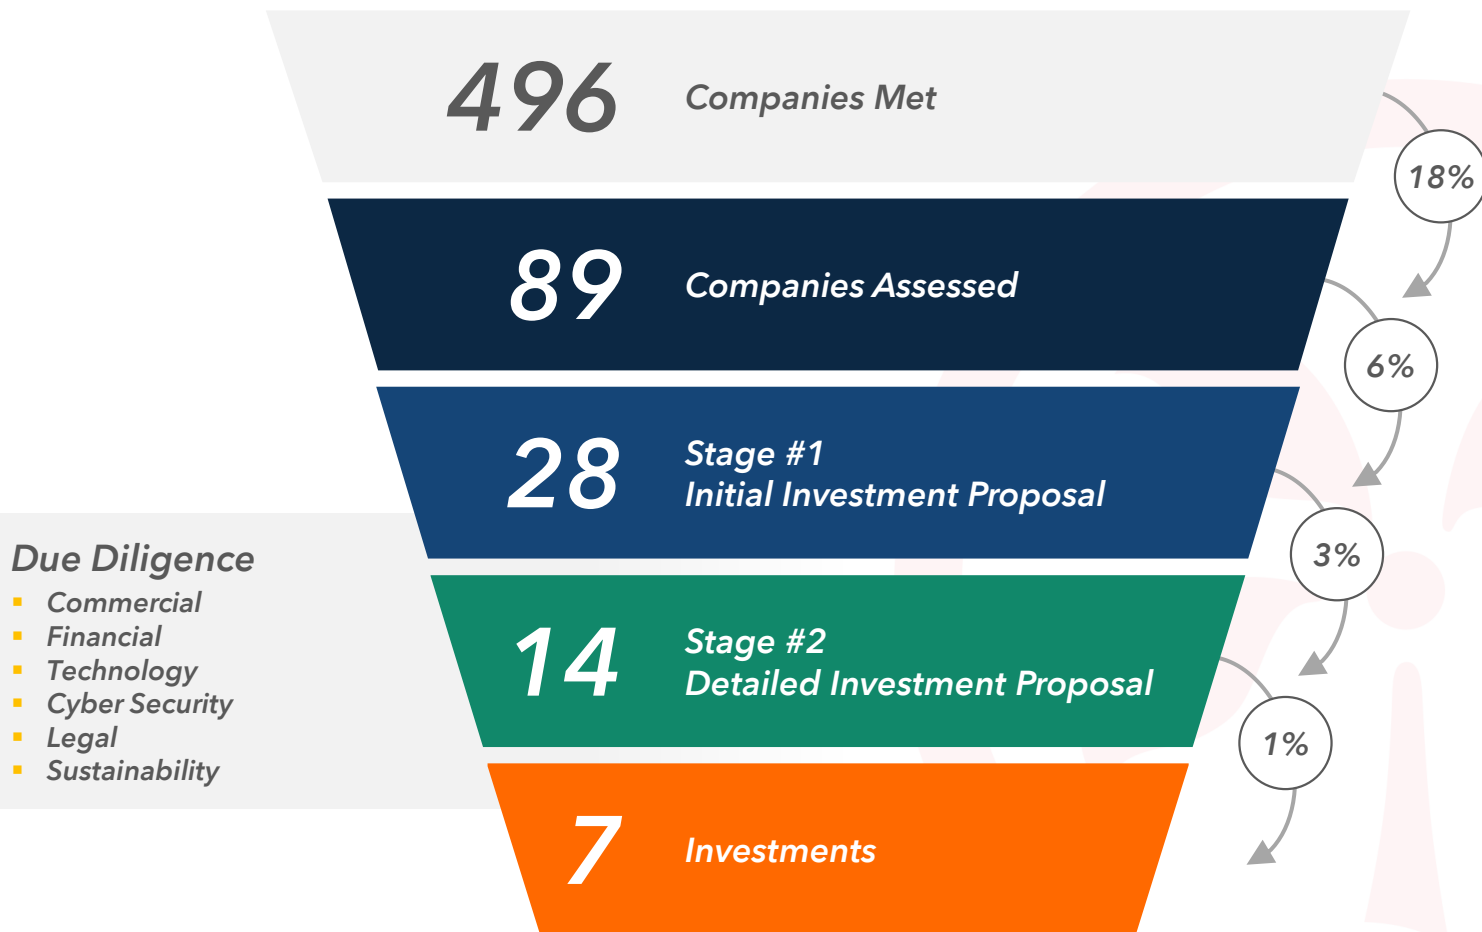 496 Companies Met
18%
89 Companies Assessed
6%
28 Stage #1
Initial Investment Proposal
3%
Due Diligence
▪ Commercial
▪ Financial
▪ Technology
▪ Cyber Security
▪ Legal
▪ Sustainability
14 Stage #2
Detailed Investment Proposal
1%
7 Investments